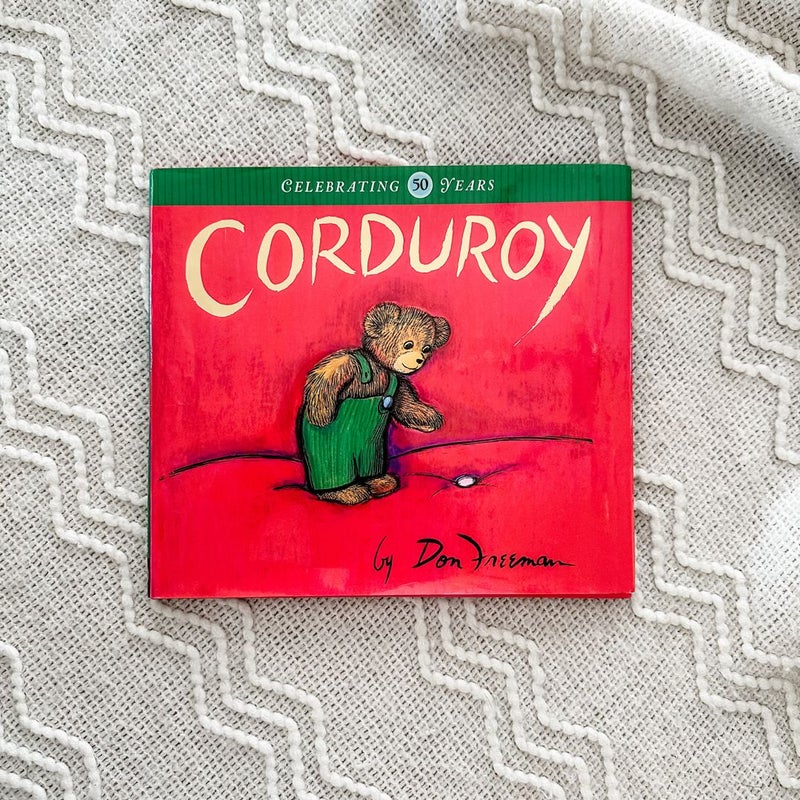 CELEBRATING 50 YEARS
CORDUROY
by Don Freeman